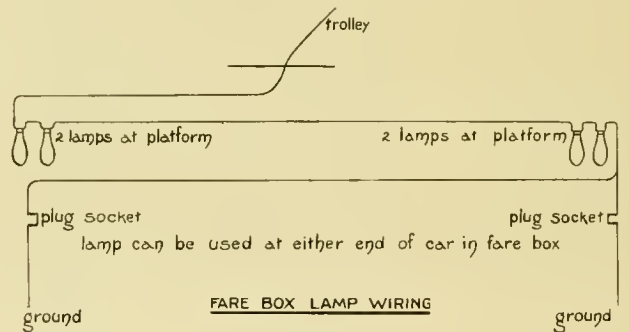 trolley
2 lamps at platform
2 lamps at platform
plug socket
plug socket
lamp can be used at either end of car in fare box
ground
FARE BOX LAMP WIRING
ground